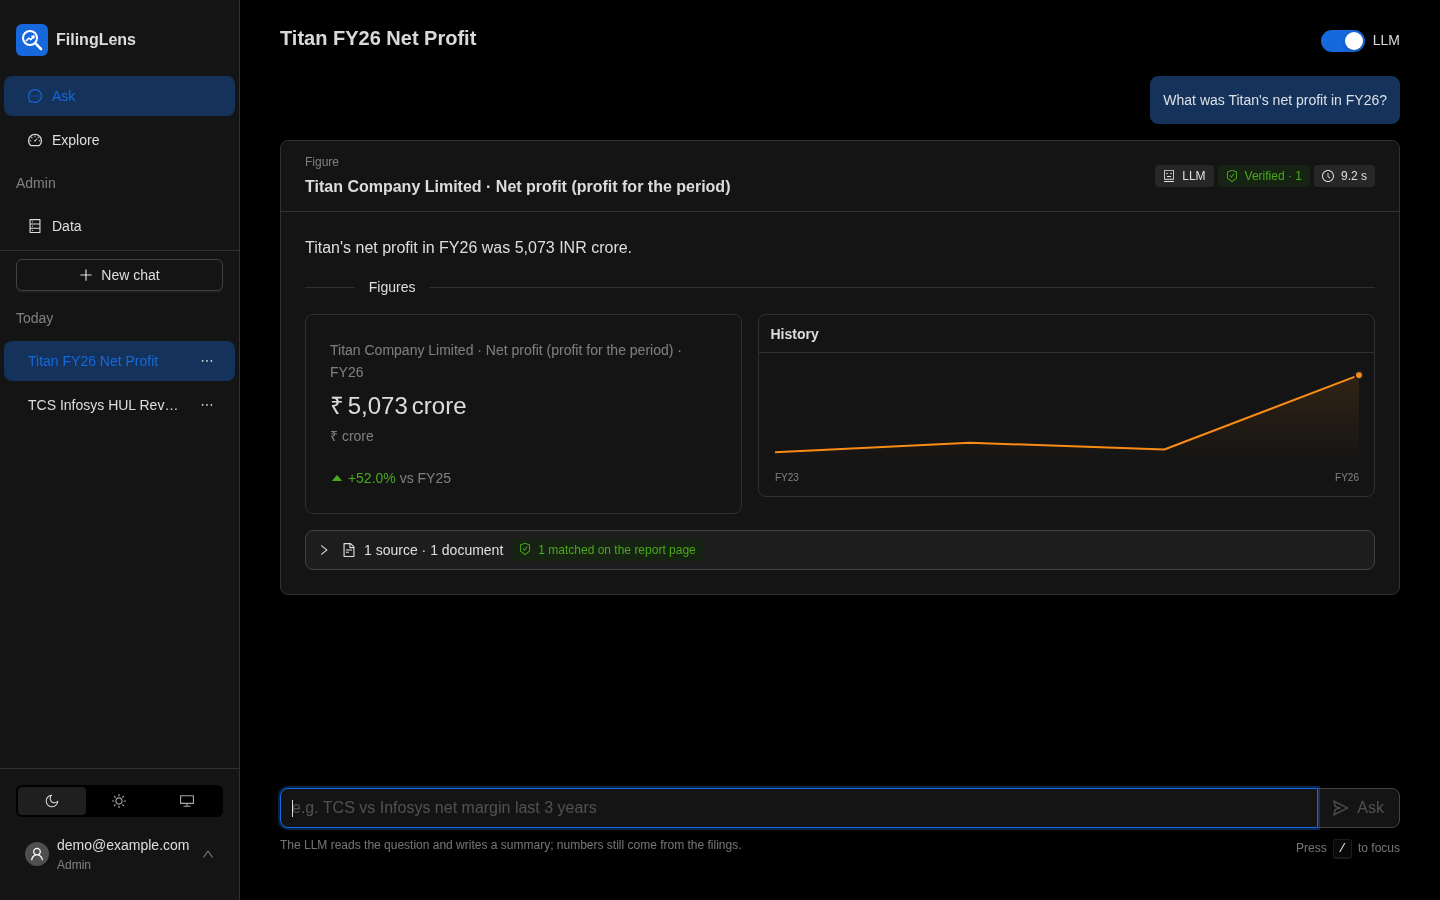 FilingLens
Ask
Explore
Admin
Data
New chat
Today
Titan FY26 Net Profit
TCS Infosys HUL Rev…
demo@example.com
Admin
Titan FY26 Net Profit
LLM
What was Titan's net profit in FY26?
Figure
Titan Company Limited · Net profit (profit for the period)
LLM
Verified · 1
9.2 s
Titan's net profit in FY26 was 5,073 INR crore.
Figures
Titan Company Limited · Net profit (profit for the period) ·
FY26
₹ 5,073 crore
₹ crore
+52.0% vs FY25
History
FY23
FY26
1 source · 1 document
1 matched on the report page
e.g. TCS vs Infosys net margin last 3 years
Ask
The LLM reads the question and writes a summary; numbers still come from the filings.
Press / to focus